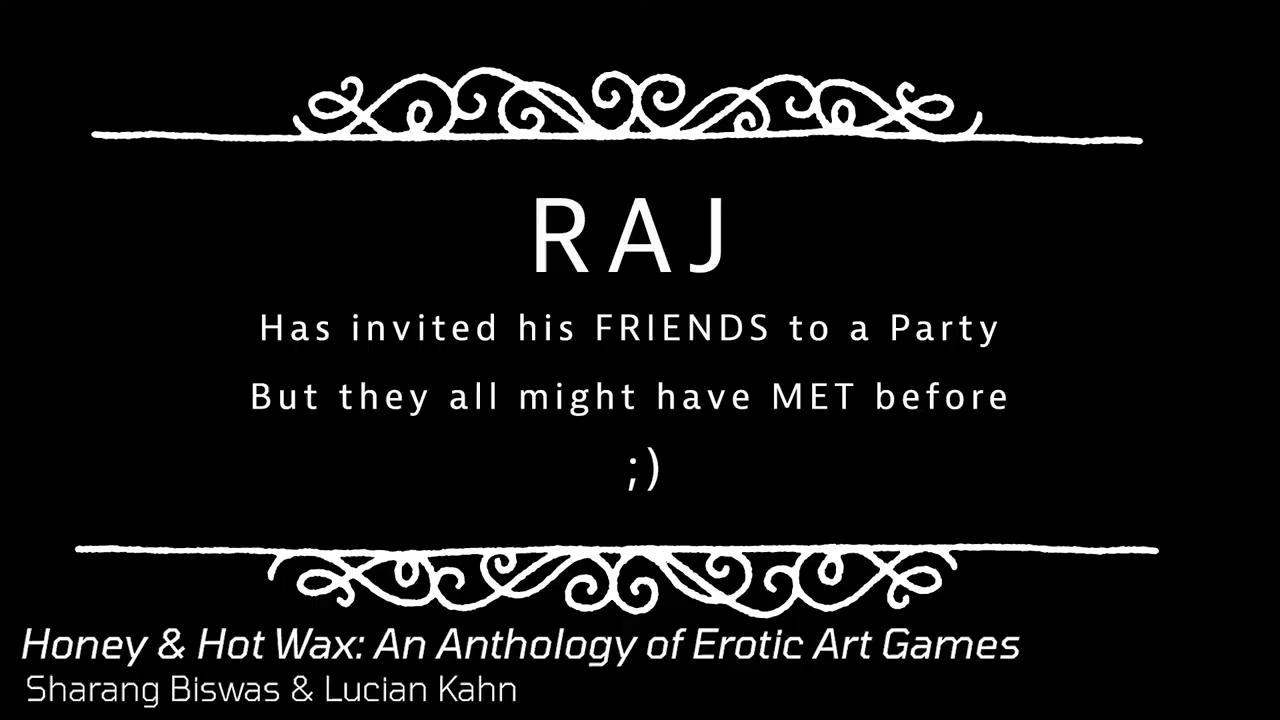 RAJ
Has invited his FRIENDS to a Party
But they all might have MET before
;)
Honey & Hot Wax: An Anthology of Erotic Art Games
Sharang Biswas & Lucian Kahn